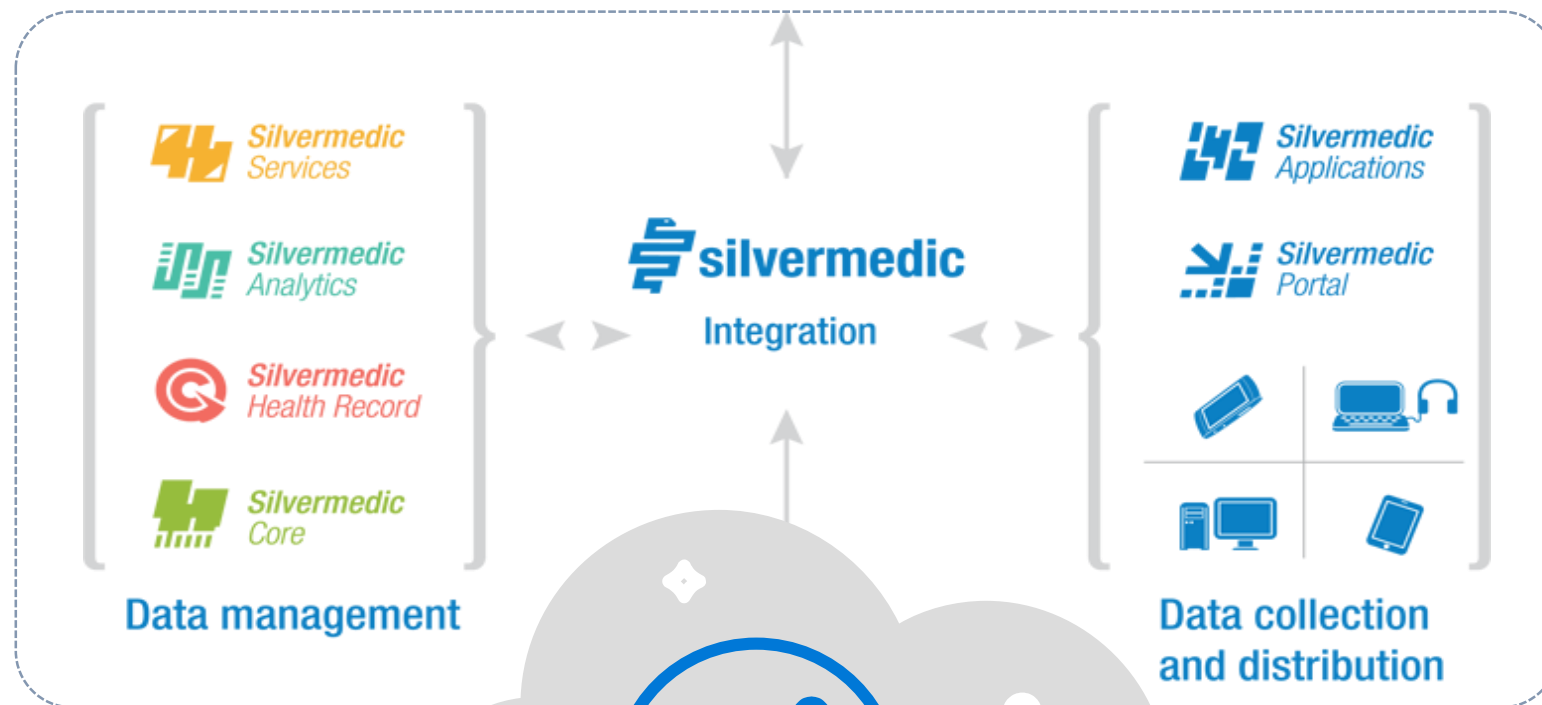 Silvermedic
Services
Silvermedic
Analytics
Silvermedic
Health Record
Silvermedic
Core
Data management
silvermedic
Integration
Silvermedic
Applications
Silvermedic
Portal
Data collection
and distribution